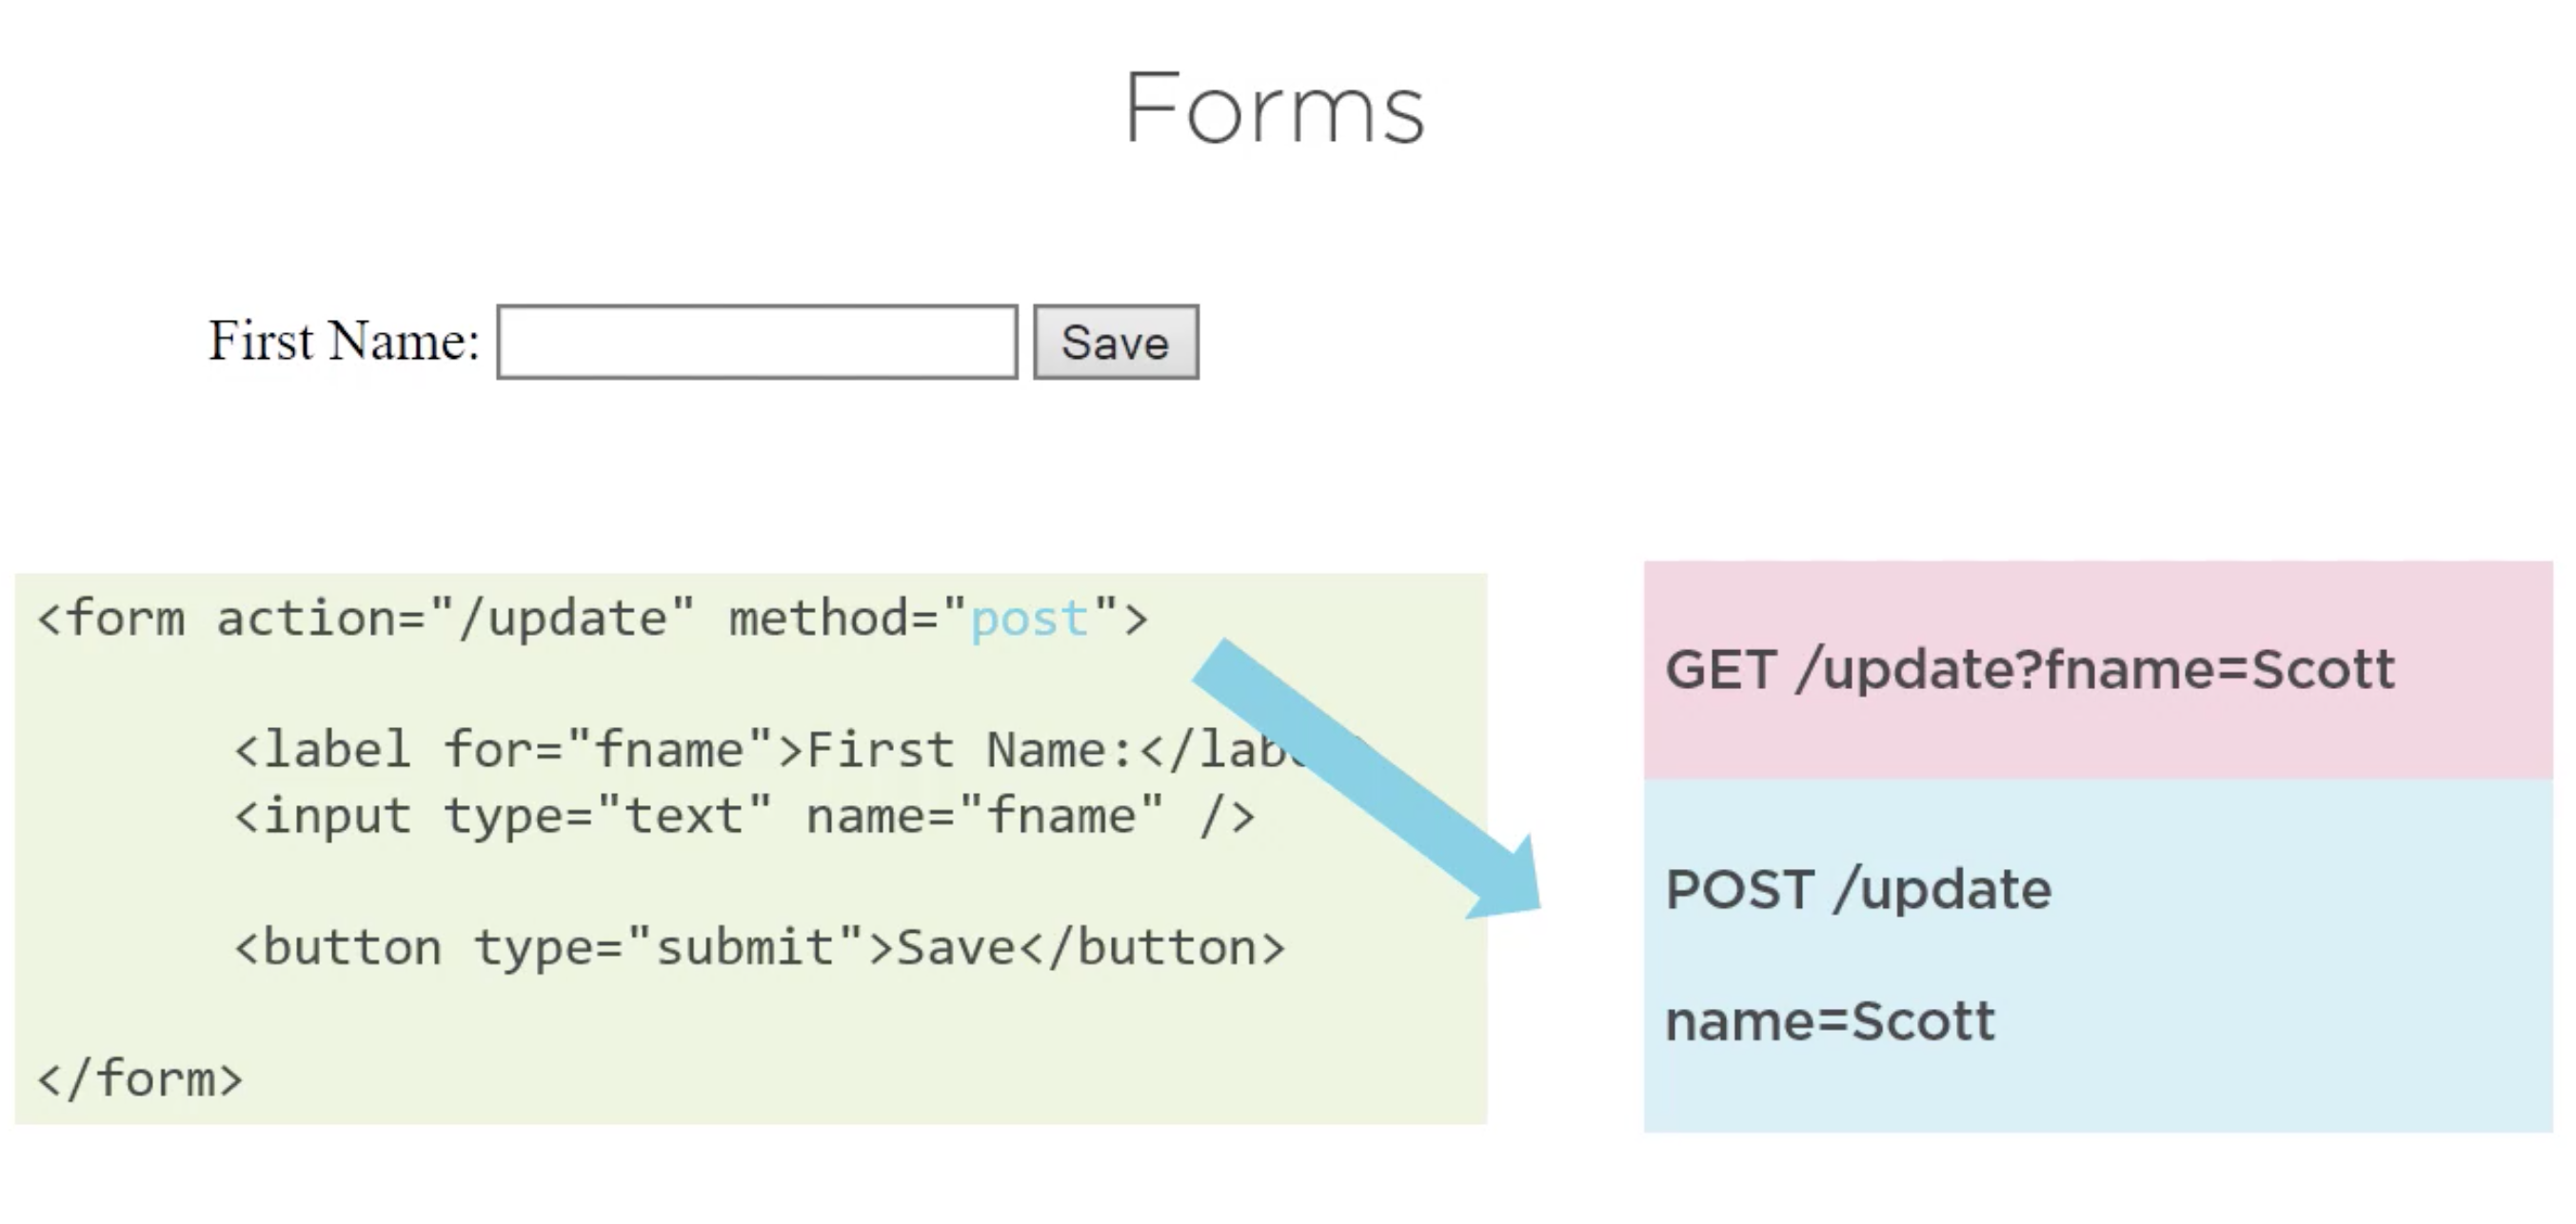 Forms
First Name: Save
<form action="/update" method="post">
<label for="fname">First Name:</lab
<input type="text" name="fname" />
<button type="submit">Save</button>
</form>
GET /update?fname=Scott
POST /update
name=Scott